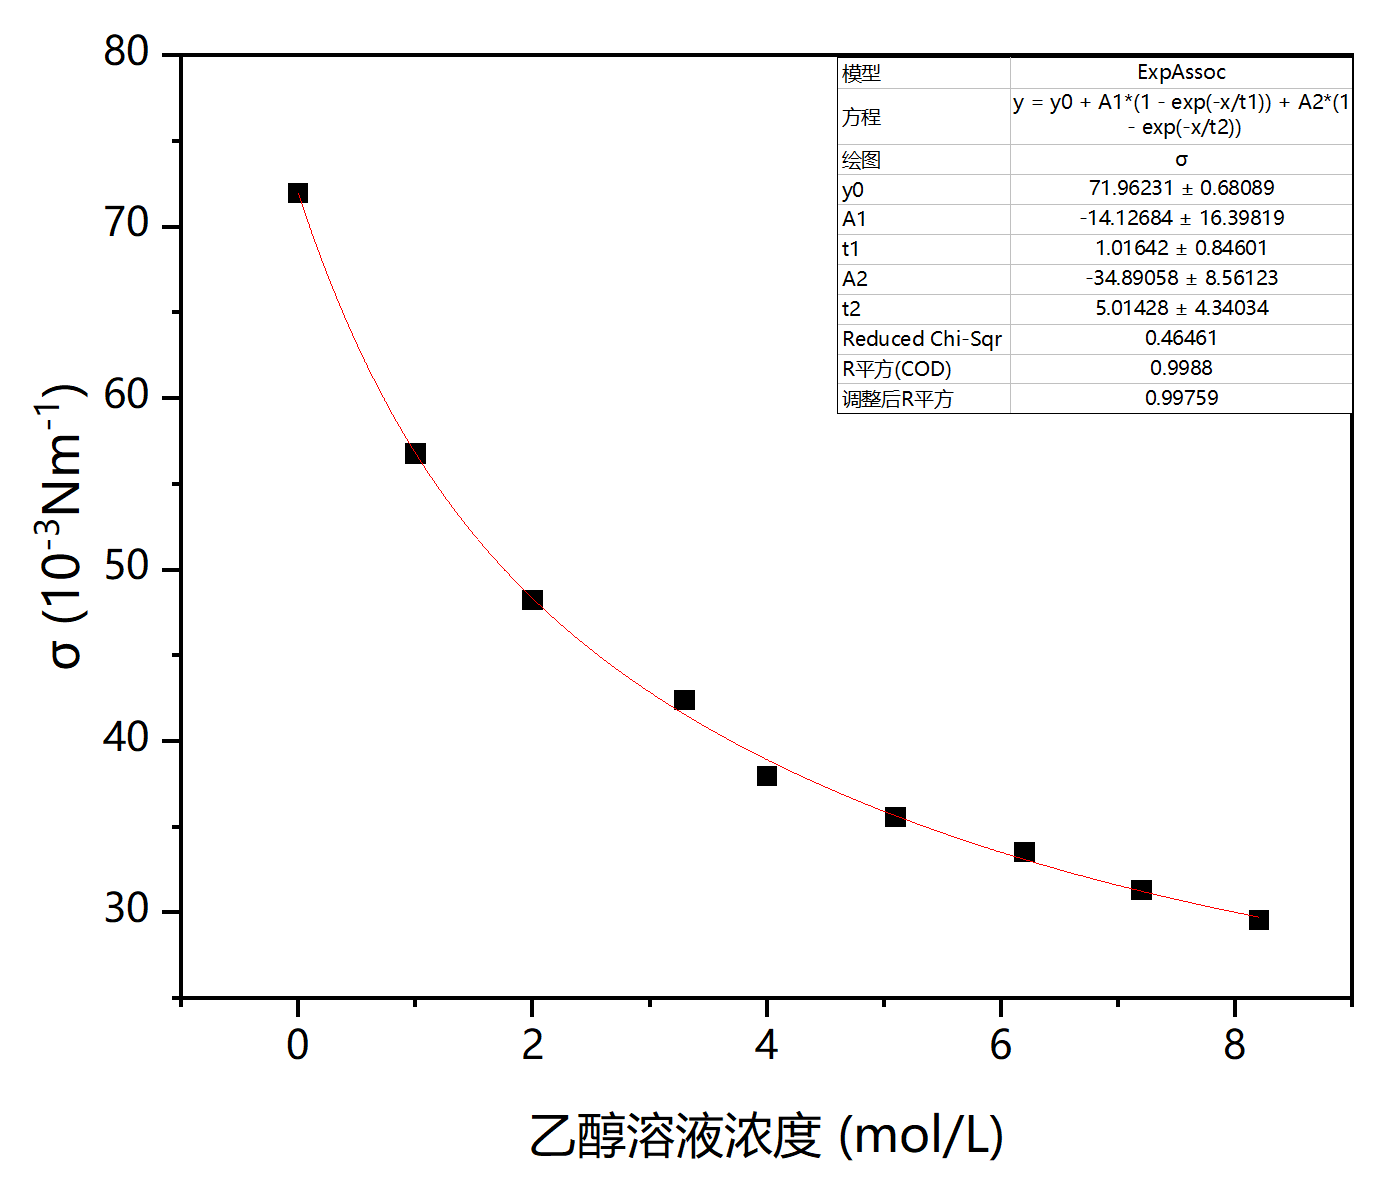 80
70
60
50
40
30
σ (10⁻³Nm⁻¹)
模型 ExpAssoc
方程 y = y0 + A1*(1 - exp(-x/t1)) + A2*(1
- exp(-x/t2))
绘图 σ
y0 71.96231 ± 0.68089
A1 -14.12684 ± 16.39819
t1 1.01642 ± 0.84601
A2 -34.89058 ± 8.56123
t2 5.01428 ± 4.34034
Reduced Chi-Sqr 0.46461
R平方(COD) 0.9988
调整后R平方 0.99759
0 2 4 6 8
乙醇溶液浓度 (mol/L)